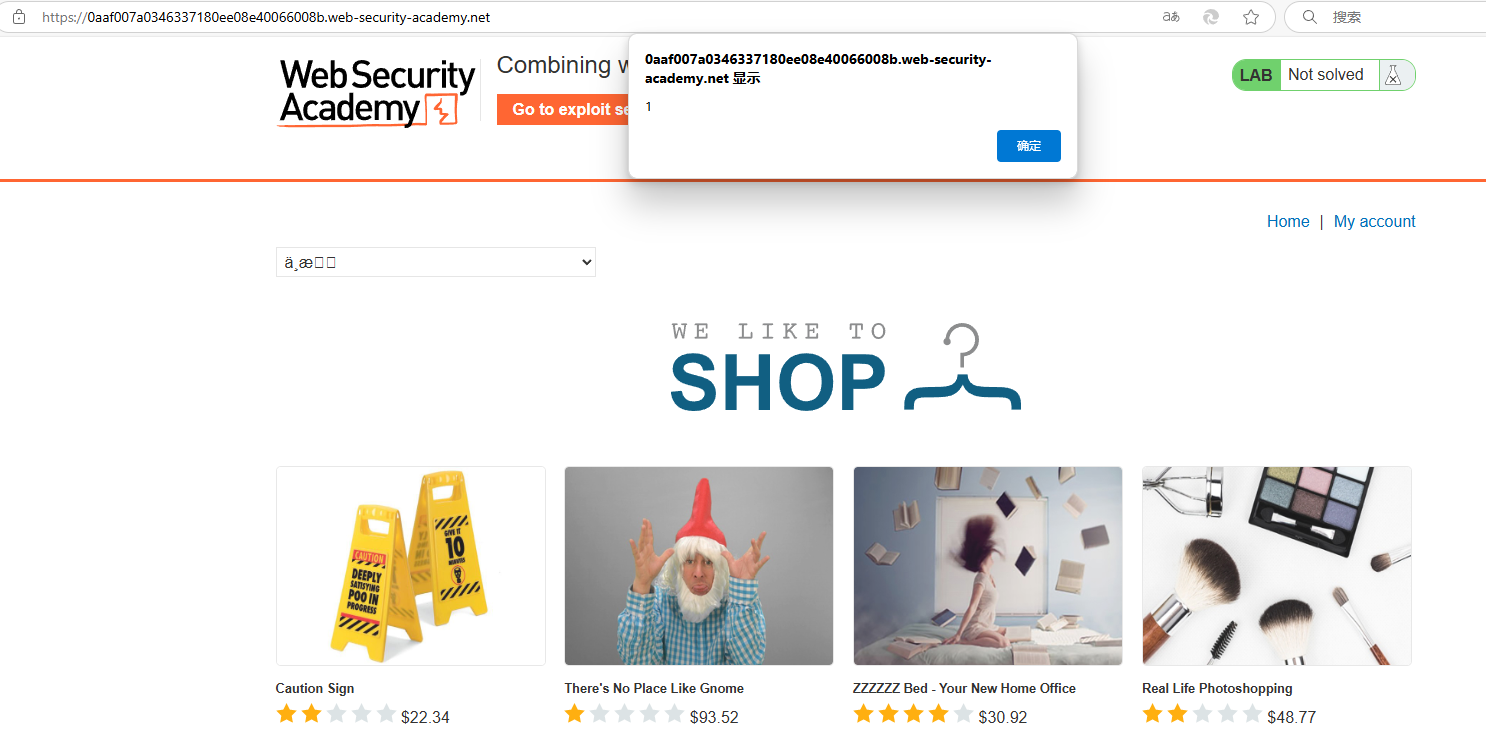 https://0aaf007a0346337180ee08e40066008b.web-security-academy.net
aあ
搜索
Web Security
Academy
Combining w
Go to exploit se
0aaf007a0346337180ee08e40066008b.web-security-
academy.net 显示
1
确定
LAB Not solved
Home | My account
WE LIKE TO
SHOP
CAUTION
DEEPLY
SATISFYING
POO IN
PROGRESS
GIVE IT
10
MINUTES
Caution Sign
$22.34
There's No Place Like Gnome
$93.52
ZZZZZZ Bed - Your New Home Office
$30.92
Real Life Photoshopping
$48.77